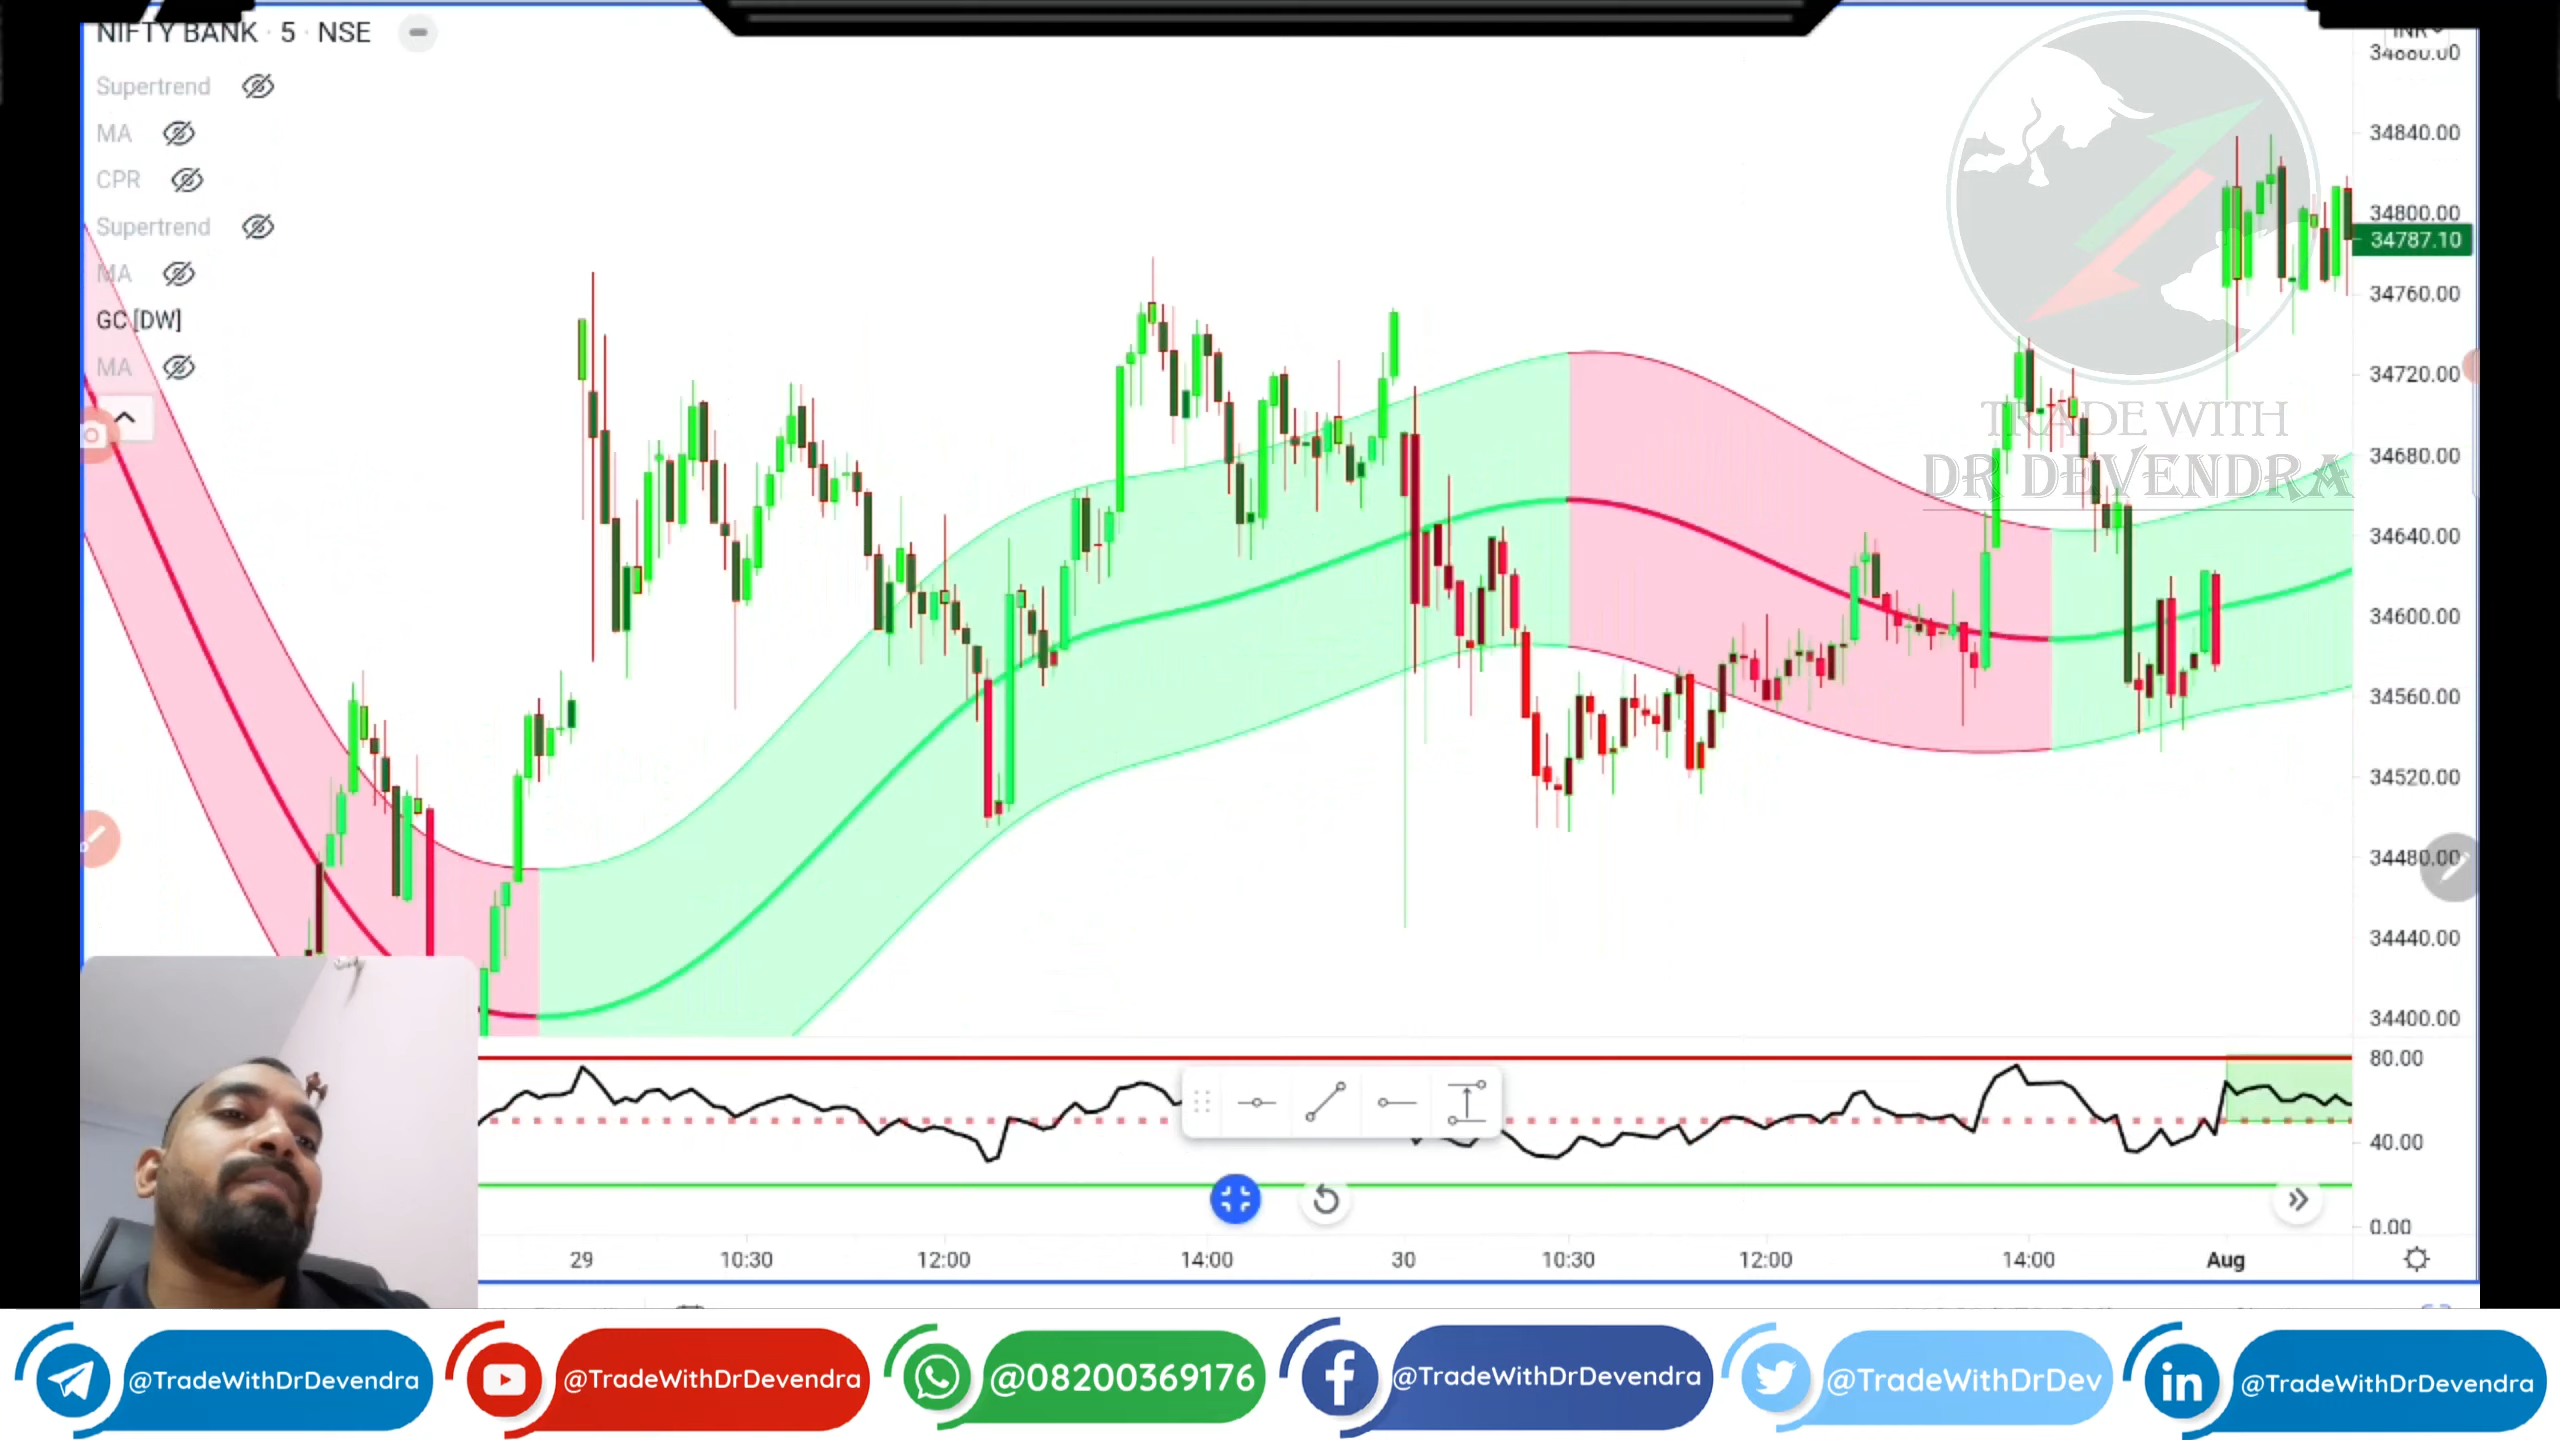 NIFTY BANK · 5 · NSE
Supertrend
MA
CPR
Supertrend
MA
GC [DW]
MA
INR
34880.00
34840.00
34800.00
34787.10
34760.00
34720.00
34680.00
34640.00
34600.00
34560.00
34520.00
34480.00
34440.00
34400.00
80.00
40.00
0.00
TRADE WITH
DR DEVENDRA
29 10:30 12:00 14:00 30 10:30 12:00 14:00 Aug
@TradeWithDrDevendra @TradeWithDrDevendra @08200369176 @TradeWithDrDevendra @TradeWithDrDev @TradeWithDrDevendra